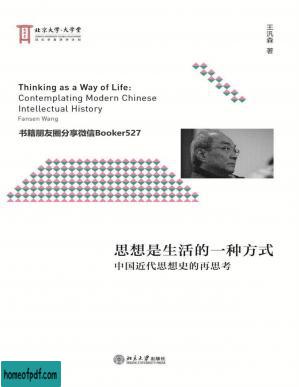 北京大学·大学堂
王汎森
著
Thinking as a Way of Life:
Contemplating Modern Chinese
Intellectual History
Fansen Wang
书籍朋友圈分享微信Booker527
思想是生活的一种方式
中国近代思想史的再思考
北京大学出版社
homeofpdf.com